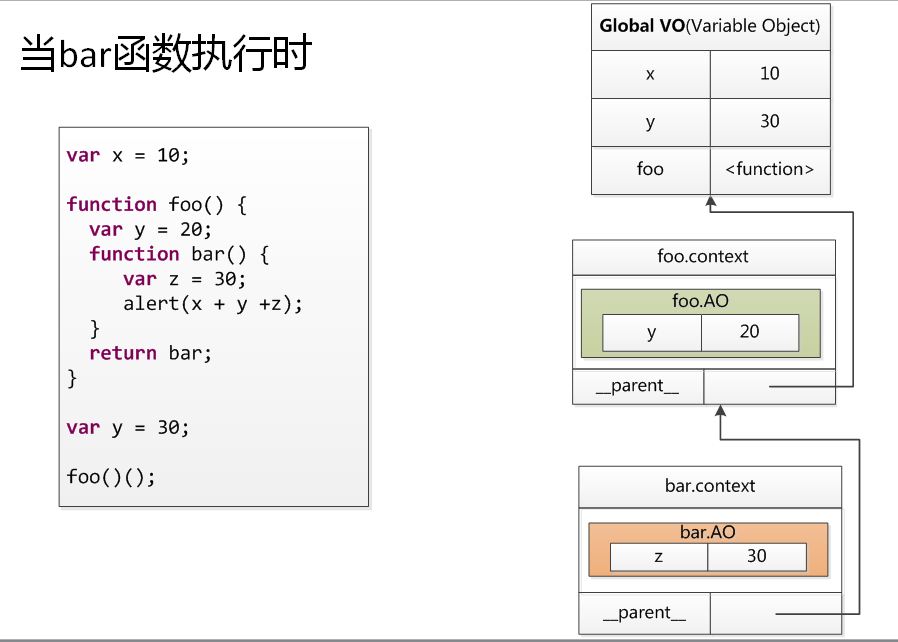 当bar函数执行时
var x = 10;
function foo() {
var y = 20;
function bar() {
var z = 30;
alert(x + y +z);
}
return bar;
}
var y = 30;
foo()();
Global VO(Variable Object)
x 10
y 30
foo <function>
foo.context
foo.AO
y 20
__parent__
bar.context
bar.AO
z 30
__parent__